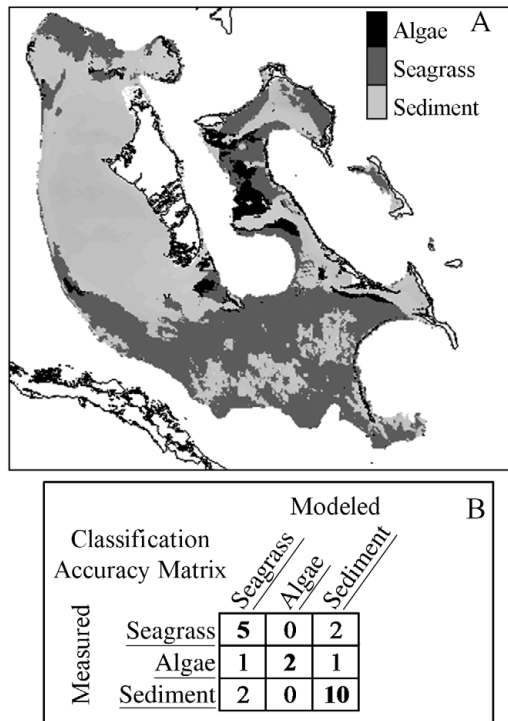 A
Algae
Seagrass
Sediment
B
Modeled
Classification
Accuracy Matrix
Seagrass
Algae
Sediment
Measured
Seagrass 5 0 2
Algae 1 2 1
Sediment 2 0 10